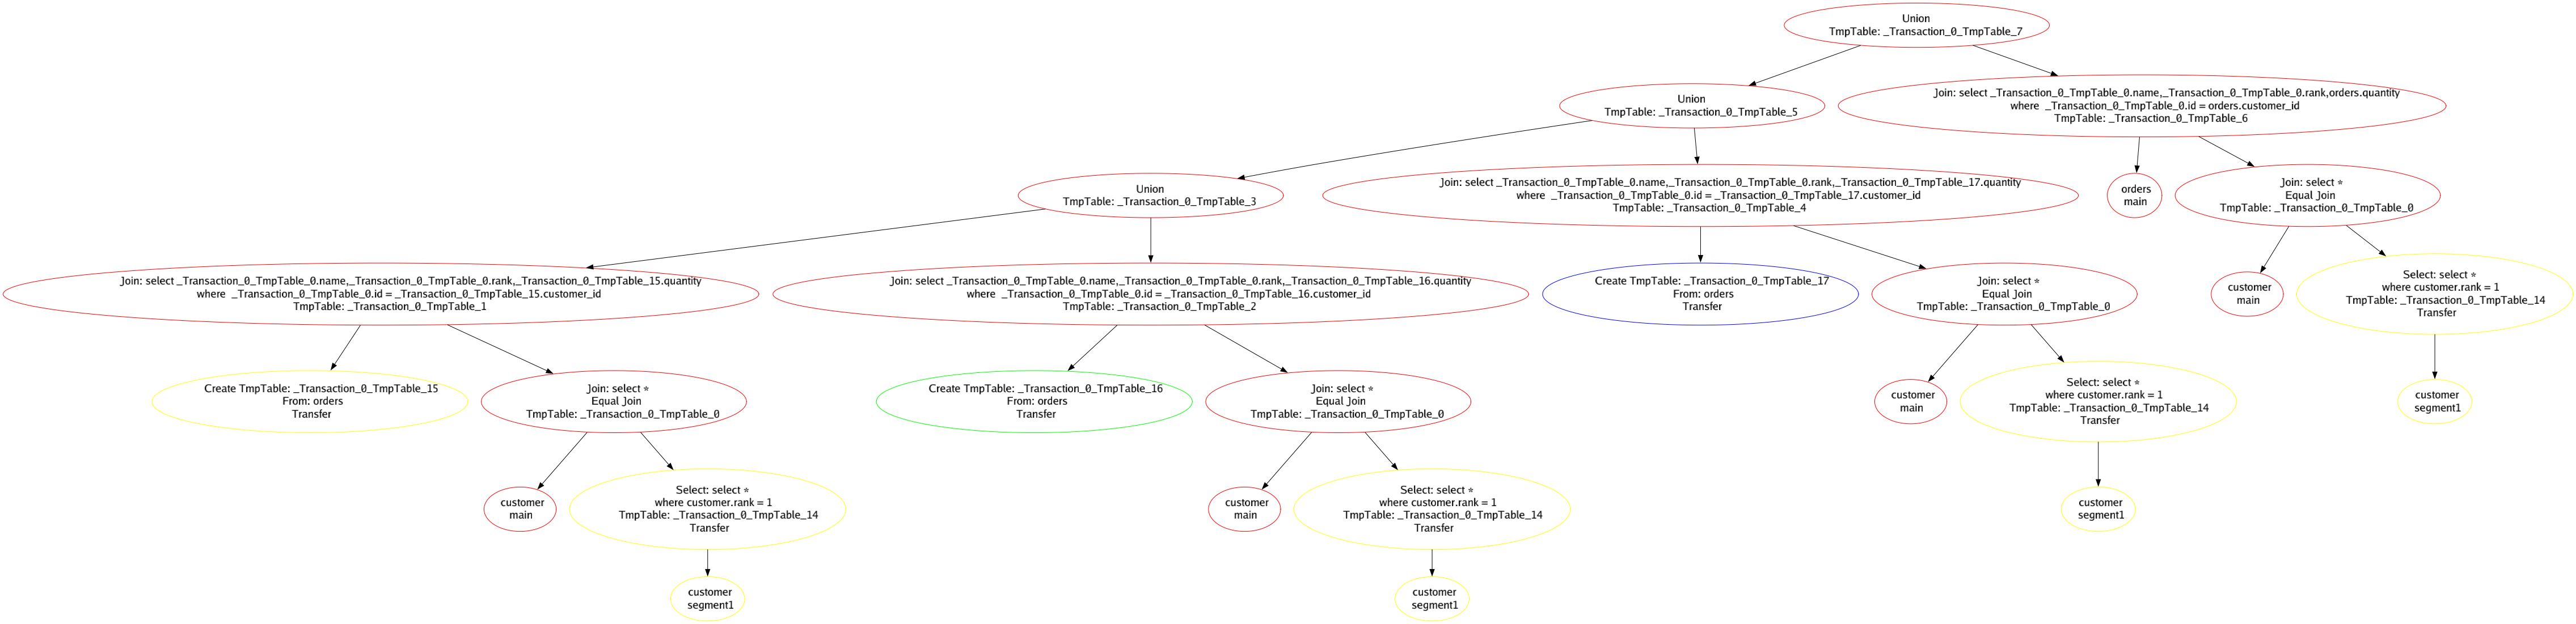 Union
TmpTable: _Transaction_0_TmpTable_7
Union
TmpTable: _Transaction_0_TmpTable_5
Join: select _Transaction_0_TmpTable_0.name,_Transaction_0_TmpTable_0.rank,orders.quantity
where  _Transaction_0_TmpTable_0.id = orders.customer_id
TmpTable: _Transaction_0_TmpTable_6
Union
TmpTable: _Transaction_0_TmpTable_3
Join: select _Transaction_0_TmpTable_0.name,_Transaction_0_TmpTable_0.rank,_Transaction_0_TmpTable_17.quantity
where  _Transaction_0_TmpTable_0.id = _Transaction_0_TmpTable_17.customer_id
TmpTable: _Transaction_0_TmpTable_4
orders
main
Join: select *
Equal Join
TmpTable: _Transaction_0_TmpTable_0
Join: select _Transaction_0_TmpTable_0.name,_Transaction_0_TmpTable_0.rank,_Transaction_0_TmpTable_15.quantity
where  _Transaction_0_TmpTable_0.id = _Transaction_0_TmpTable_15.customer_id
TmpTable: _Transaction_0_TmpTable_1
Join: select _Transaction_0_TmpTable_0.name,_Transaction_0_TmpTable_0.rank,_Transaction_0_TmpTable_16.quantity
where  _Transaction_0_TmpTable_0.id = _Transaction_0_TmpTable_16.customer_id
TmpTable: _Transaction_0_TmpTable_2
Create TmpTable: _Transaction_0_TmpTable_17
From: orders
Transfer
Join: select *
Equal Join
TmpTable: _Transaction_0_TmpTable_0
customer
main
Select: select *
where customer.rank = 1
TmpTable: _Transaction_0_TmpTable_14
Transfer
Create TmpTable: _Transaction_0_TmpTable_15
From: orders
Transfer
Join: select *
Equal Join
TmpTable: _Transaction_0_TmpTable_0
Create TmpTable: _Transaction_0_TmpTable_16
From: orders
Transfer
Join: select *
Equal Join
TmpTable: _Transaction_0_TmpTable_0
customer
main
Select: select *
where customer.rank = 1
TmpTable: _Transaction_0_TmpTable_14
Transfer
customer
segment1
customer
main
Select: select *
where customer.rank = 1
TmpTable: _Transaction_0_TmpTable_14
Transfer
customer
main
Select: select *
where customer.rank = 1
TmpTable: _Transaction_0_TmpTable_14
Transfer
customer
segment1
customer
segment1
customer
segment1